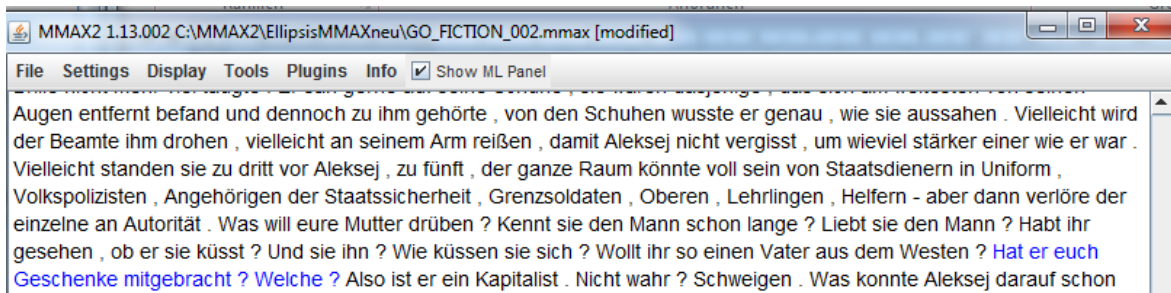 MMAX2 1.13.002 C:\MMAX2\EllipsisMMAXneu\GO_FICTION_002.mmax [modified]
File Settings Display Tools Plugins Info Show ML Panel
Augen entfernt befand und dennoch zu ihm gehörte , von den Schuhen wusste er genau , wie sie aussahen . Vielleicht wird
der Beamte ihm drohen , vielleicht an seinem Arm reißen , damit Aleksej nicht vergisst , um wieviel stärker einer wie er war .
Vielleicht standen sie zu dritt vor Aleksej , zu fünft , der ganze Raum könnte voll sein von Staatsdienern in Uniform ,
Volkspolizisten , Angehörigen der Staatssicherheit , Grenzsoldaten , Oberen , Lehrlingen , Helfern - aber dann verlöre der
einzelne an Autorität . Was will eure Mutter drüben ? Kennt sie den Mann schon lange ? Liebt sie den Mann ? Habt ihr
gesehen , ob er sie küsst ? Und sie ihn ? Wie küssen sie sich ? Wollt ihr so einen Vater aus dem Westen ? Hat er euch
Geschenke mitgebracht ? Welche ? Also ist er ein Kapitalist . Nicht wahr ? Schweigen . Was konnte Aleksej darauf schon